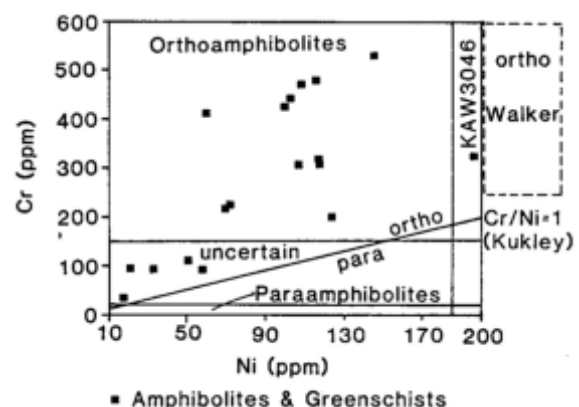 600
500
400
300
200
100
0
Cr (ppm)
Orthoamphibolites
KAW3046
ortho
Walker
ortho
Cr/Ni=1
(Kukley)
uncertain
para
Paraamphibolites
10 50 90 130 170 200
Ni (ppm)
■ Amphibolites & Greenschists